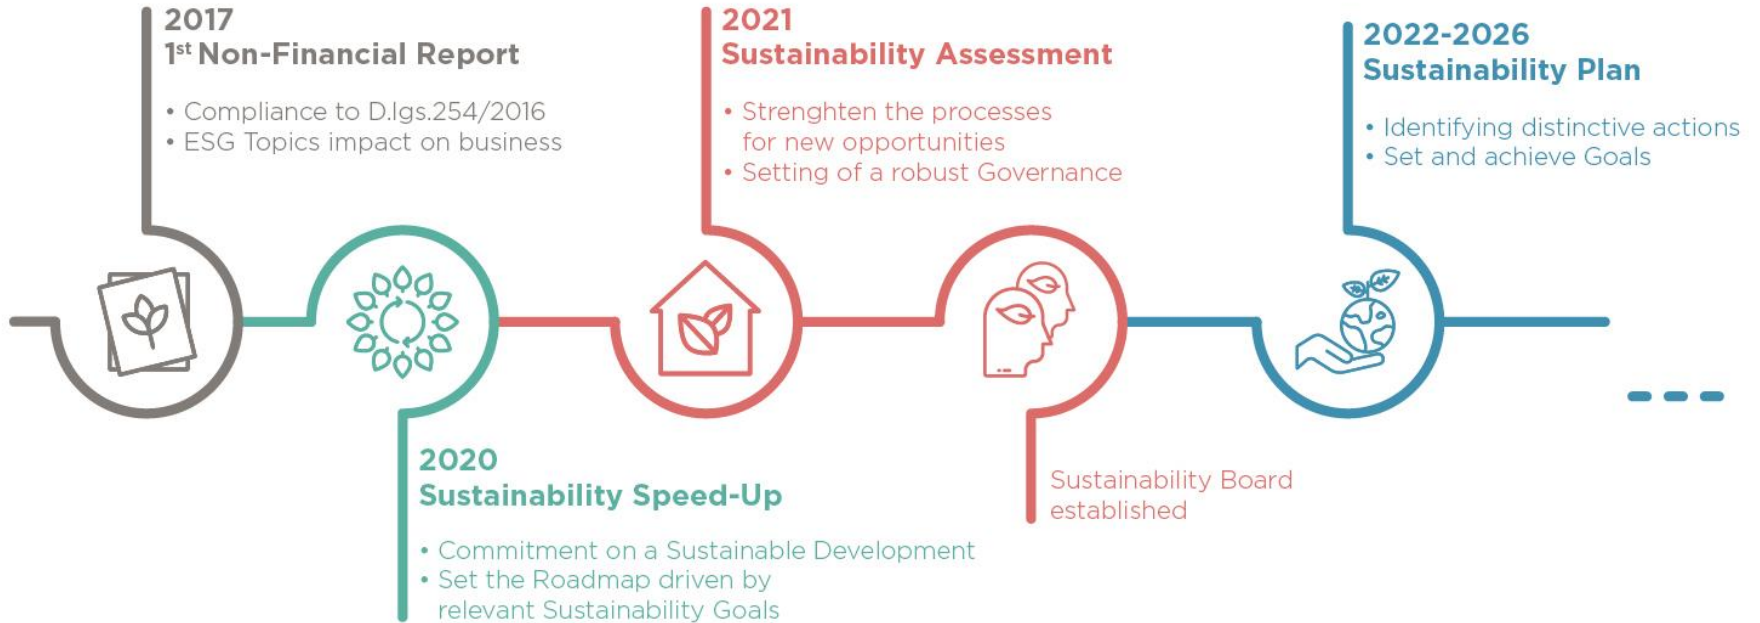 2017
1st Non-Financial Report
• Compliance to D.lgs.254/2016
• ESG Topics impact on business
2020
Sustainability Speed-Up
• Commitment on a Sustainable Development
• Set the Roadmap driven by
relevant Sustainability Goals
2021
Sustainability Assessment
• Strenghten the processes
for new opportunities
• Setting of a robust Governance
Sustainability Board
established
2022-2026
Sustainability Plan
• Identifying distinctive actions
• Set and achieve Goals